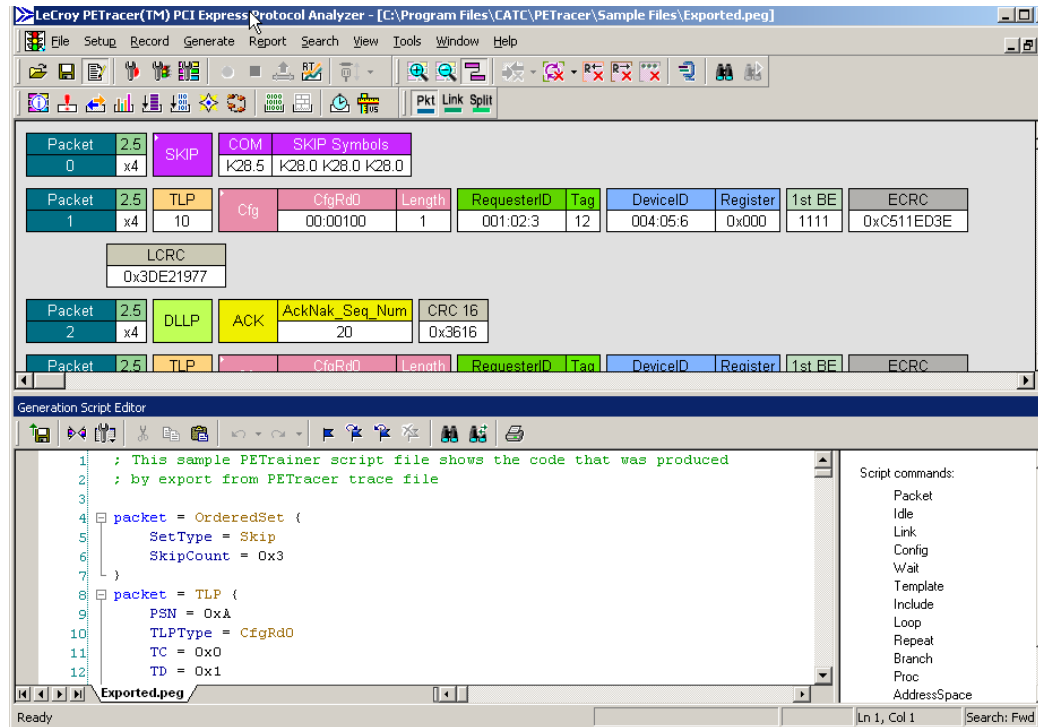 LeCroy PETracer(TM) PCI Express Protocol Analyzer - [C:\Program Files\CATC\PETracer\Sample Files\Exported.peg]
File Setup Record Generate Report Search View Tools Window Help
Pkt Link Split
Packet 2.5 SKIP COM SKIP Symbols
0 x4 K28.5 K28.0 K28.0 K28.0
Packet 2.5 TLP Cfg CfgRd0 Length RequesterID Tag DeviceID Register 1st BE ECRC
1 x4 10 00:00100 1 001:02:3 12 004:05:6 0x000 1111 0xC511ED3E
LCRC
0x3DE21977
Packet 2.5 DLLP ACK AckNak_Seq_Num CRC 16
2 x4 20 0x3616
Packet 2.5 TLP CfgRd0 Length RequesterID Tag DeviceID Register 1st BE ECRC
Generation Script Editor
1 ; This sample PETrainer script file shows the code that was produced
2 ; by export from PETracer trace file
3
4 packet = OrderedSet {
5 SetType = Skip
6 SkipCount = 0x3
7 }
8 packet = TLP {
9 PSN = 0xA
10 TLPType = CfgRd0
11 TC = 0x0
12 TD = 0x1
Script commands:
Packet
Idle
Link
Config
Wait
Template
Include
Loop
Repeat
Branch
Proc
AddressSpace
Exported.peg
Ready Ln 1, Col 1 Search: Fwd